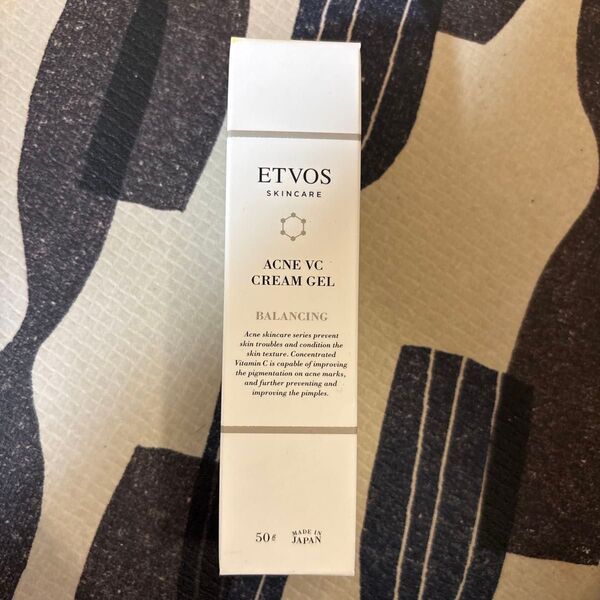 ETVOS
SKINCARE
ACNE VC
CREAM GEL
BALANCING
Acne skincare series prevent
skin troubles and condition the
skin texture. Concentrated
Vitamin C is capable of improving
the pigmentation on acne marks,
and further preventing and
improving the pimples.
50g
MADE IN
JAPAN